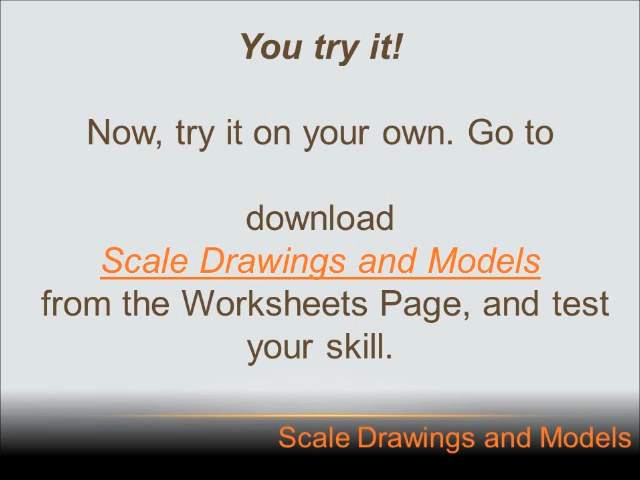 You try it!
Now, try it on your own. Go to
download
Scale Drawings and Models
from the Worksheets Page, and test
your skill.
Scale Drawings and Models